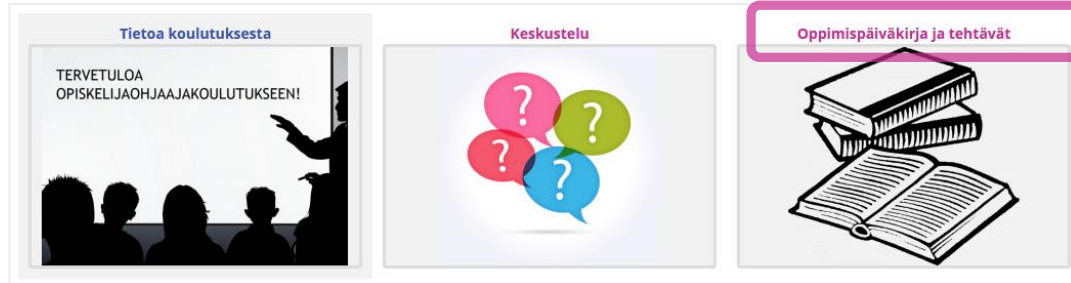 Tietoa koulutuksesta
TERVETULOA
OPISKELIJAOHJAAJAKOULUTUKSEEN!
Keskustelu
? ? ? ?
Oppimispäiväkirja ja tehtävät